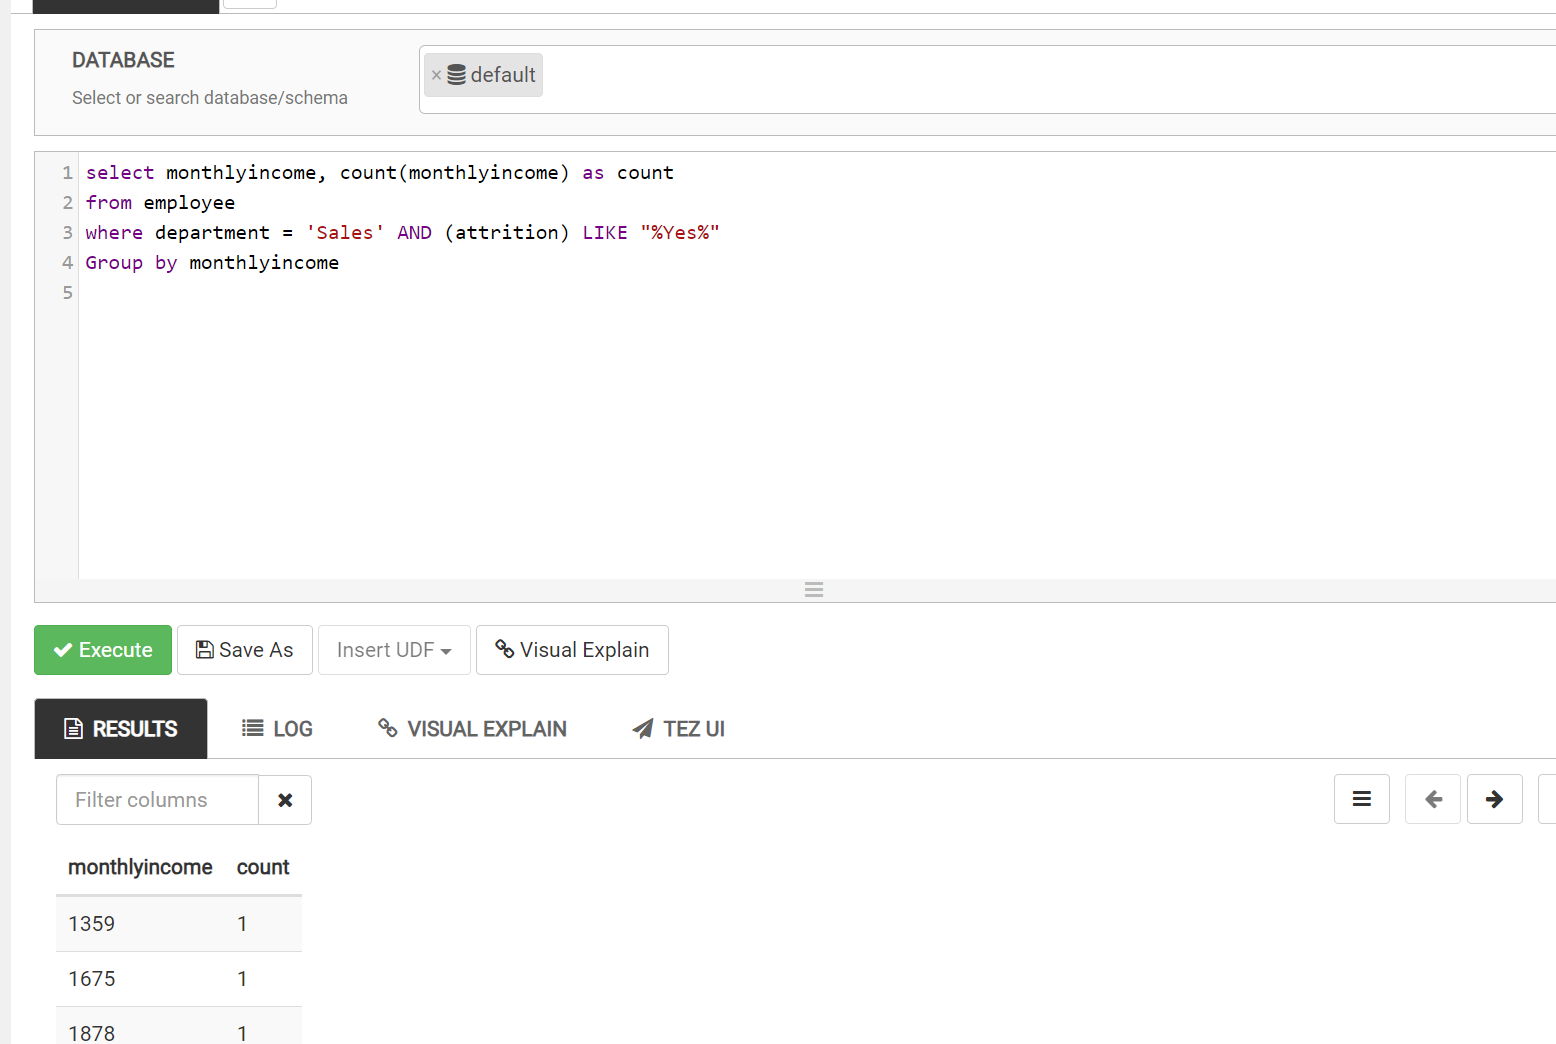 DATABASE
Select or search database/schema
× default
1 select monthlyincome, count(monthlyincome) as count
2 from employee
3 where department = 'Sales' AND (attrition) LIKE "%Yes%"
4 Group by monthlyincome
5
Execute Save As Insert UDF Visual Explain
RESULTS LOG VISUAL EXPLAIN TEZ UI
Filter columns
monthlyincome count
1359 1
1675 1
1878 1